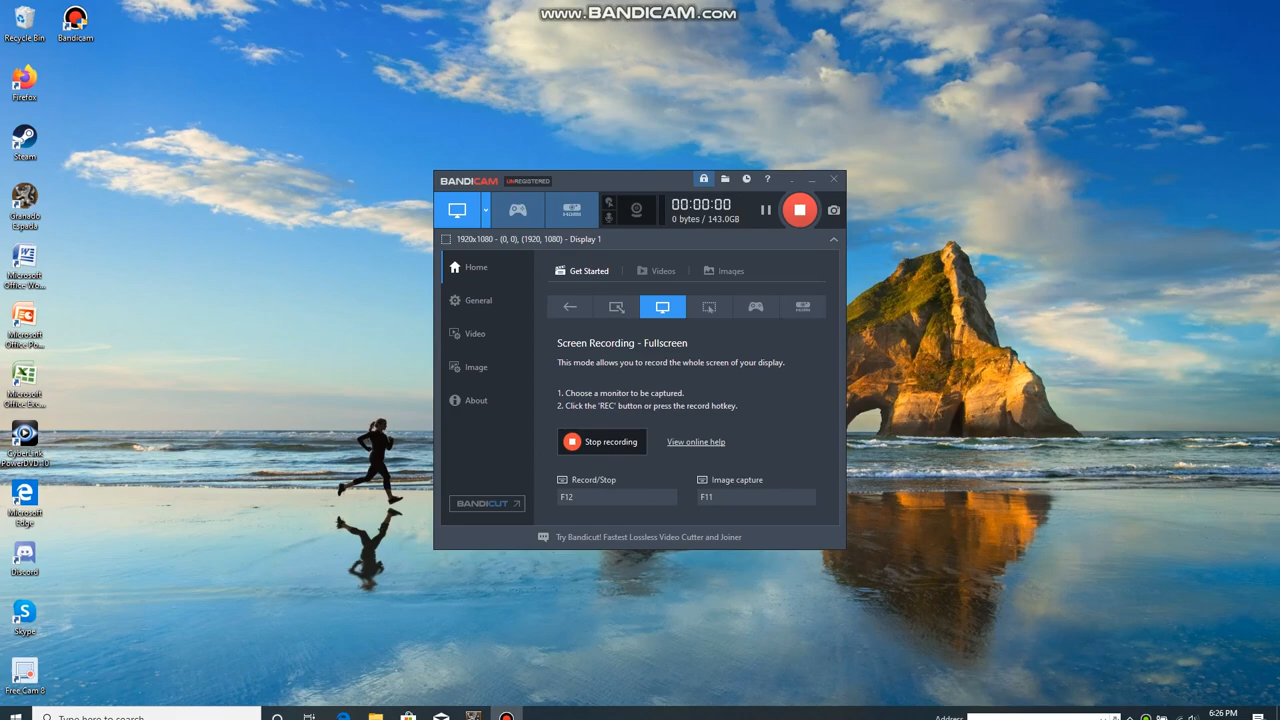 www.BANDICAM.com
Recycle Bin
Bandicam
Firefox
Steam
Granado
Espada
Microsoft
Office Wo...
Microsoft
Office Po...
Microsoft
Office Exc...
CyberLink
PowerDVD 10
Microsoft
Edge
Discord
Skype
Free Cam 8
BANDICAM UNREGISTERED
00:00:00
0 bytes / 143.0GB
1920x1080 - (0, 0), (1920, 1080) - Display 1
Home
General
Video
Image
About
BANDICUT
Get Started
Videos
Images
Screen Recording - Fullscreen
This mode allows you to record the whole screen of your display.
1. Choose a monitor to be captured.
2. Click the 'REC' button or press the record hotkey.
Stop recording
View online help
Record/Stop
Image capture
F12
F11
Try Bandicut! Fastest Lossless Video Cutter and Joiner
Type here to search
Address
6:26 PM